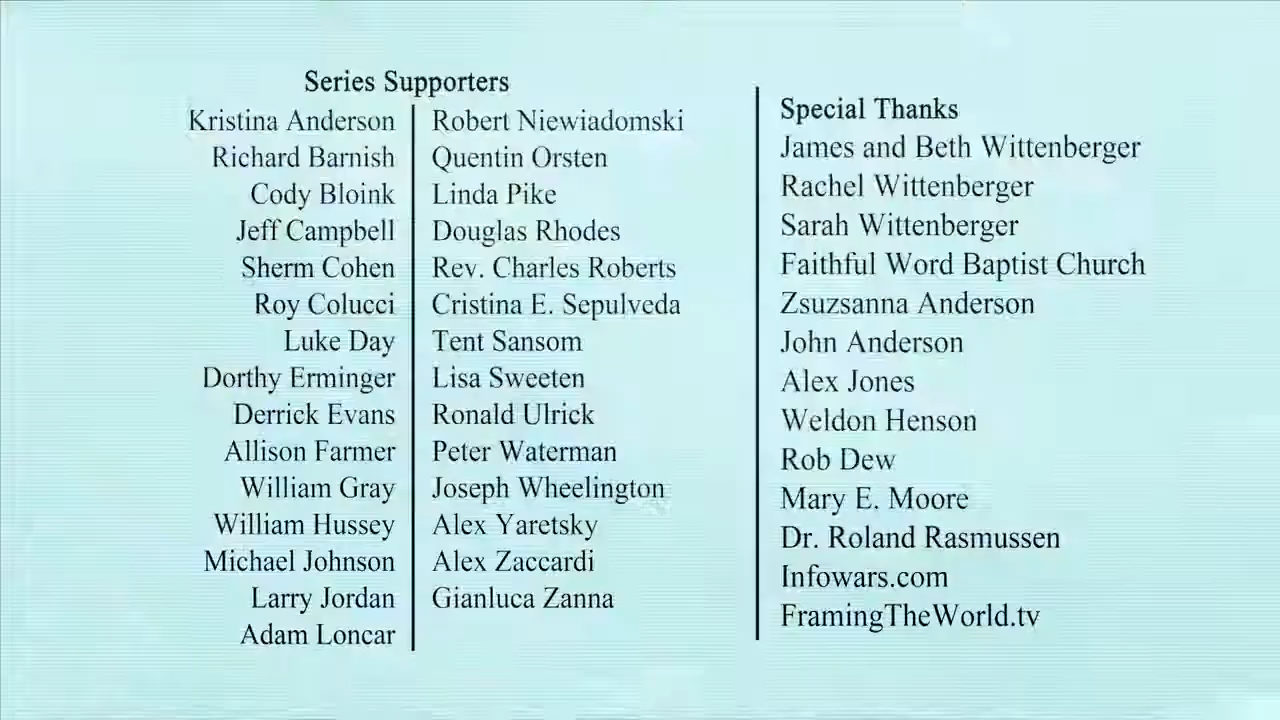 Series Supporters
Kristina Anderson
Richard Barnish
Cody Bloink
Jeff Campbell
Sherm Cohen
Roy Colucci
Luke Day
Dorthy Erminger
Derrick Evans
Allison Farmer
William Gray
William Hussey
Michael Johnson
Larry Jordan
Adam Loncar
Robert Niewiadomski
Quentin Orsten
Linda Pike
Douglas Rhodes
Rev. Charles Roberts
Cristina E. Sepulveda
Tent Sansom
Lisa Sweeten
Ronald Ulrick
Peter Waterman
Joseph Wheelington
Alex Yaretsky
Alex Zaccardi
Gianluca Zanna
Special Thanks
James and Beth Wittenberger
Rachel Wittenberger
Sarah Wittenberger
Faithful Word Baptist Church
Zsuzsanna Anderson
John Anderson
Alex Jones
Weldon Henson
Rob Dew
Mary E. Moore
Dr. Roland Rasmussen
Infowars.com
FramingTheWorld.tv